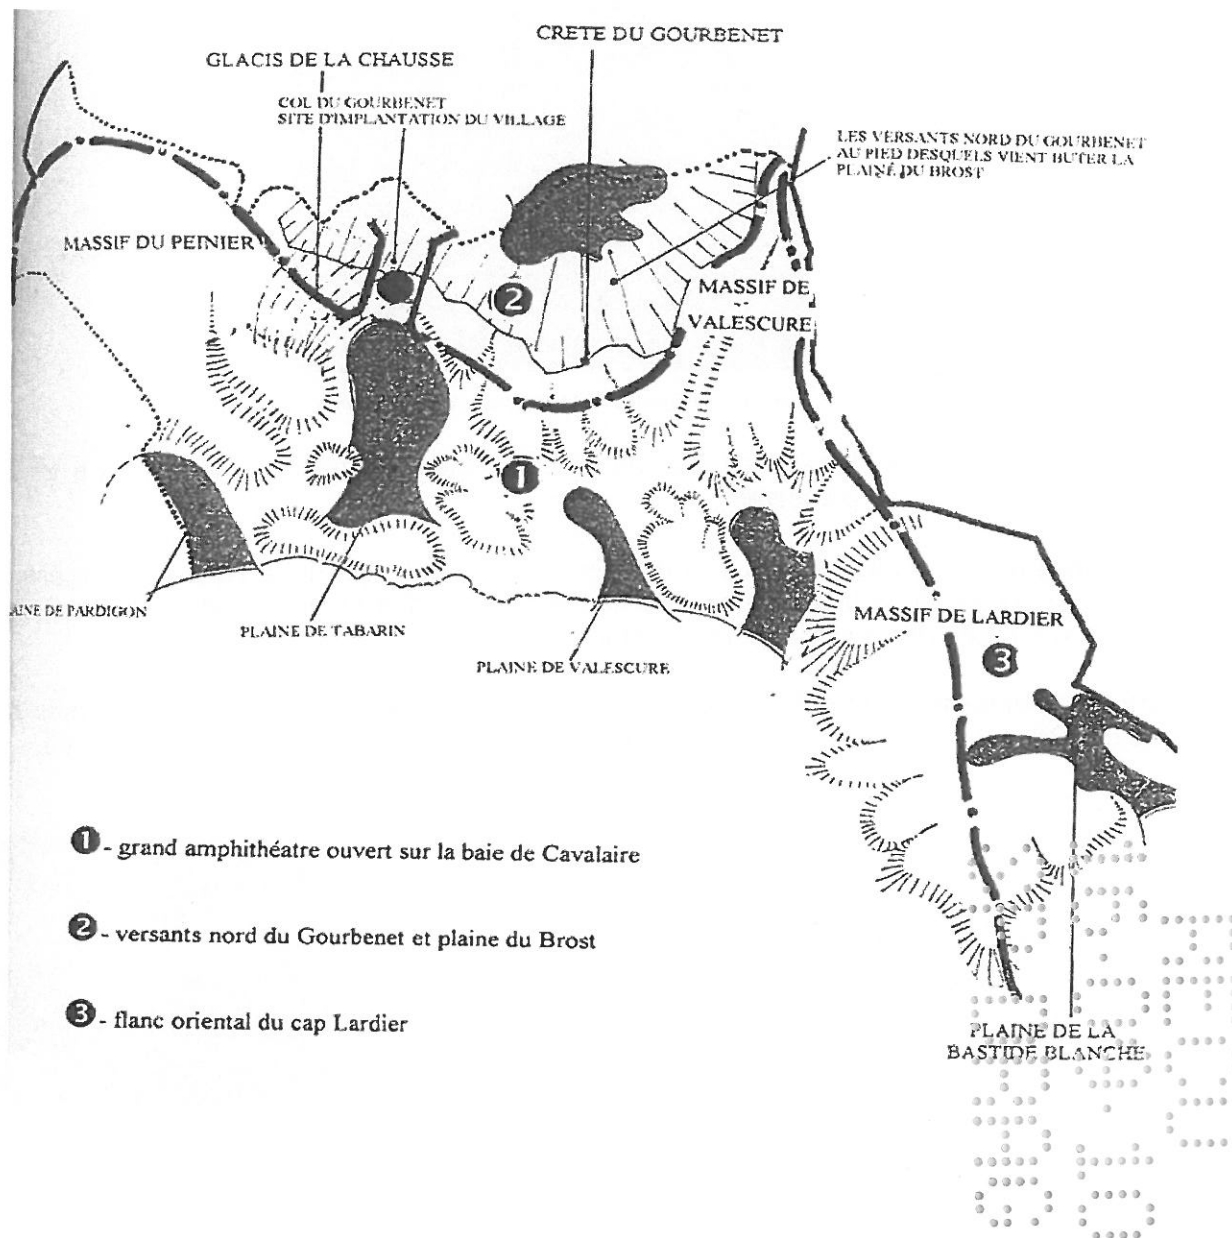 CRETE DU GOURBENET
GLACIS DE LA CHAUSSE
COL DU GOURBENET
SITE D'IMPLANTATION DU VILLAGE
LES VERSANTS NORD DU GOURBENET
AU PIED DESQUELS VIENT BUTER LA
PLAINE DU BROST
MASSIF DU PEINIER
2
MASSIF DE
VALESCURE
1
AINE DE PARDIGON
PLAINE DE TABARIN
PLAINE DE VALESCURE
MASSIF DE LARDIER
3
1 - grand amphithéatre ouvert sur la baie de Cavalaire
2 - versants nord du Gourbenet et plaine du Brost
3 - flanc oriental du cap Lardier
PLAINE DE LA
BASTIDE BLANCHE